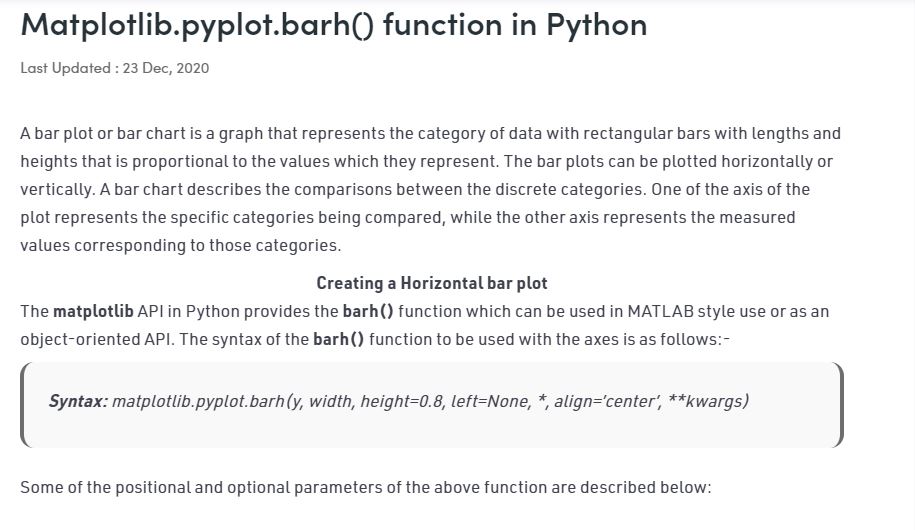 Matplotlib.pyplot.barh() function in Python
Last Updated : 23 Dec, 2020
A bar plot or bar chart is a graph that represents the category of data with rectangular bars with lengths and
heights that is proportional to the values which they represent. The bar plots can be plotted horizontally or
vertically. A bar chart describes the comparisons between the discrete categories. One of the axis of the
plot represents the specific categories being compared, while the other axis represents the measured
values corresponding to those categories.
Creating a Horizontal bar plot
The matplotlib API in Python provides the barh() function which can be used in MATLAB style use or as an
object-oriented API. The syntax of the barh() function to be used with the axes is as follows:-
Syntax: matplotlib.pyplot.barh(y, width, height=0.8, left=None, *, align='center', **kwargs)
Some of the positional and optional parameters of the above function are described below: